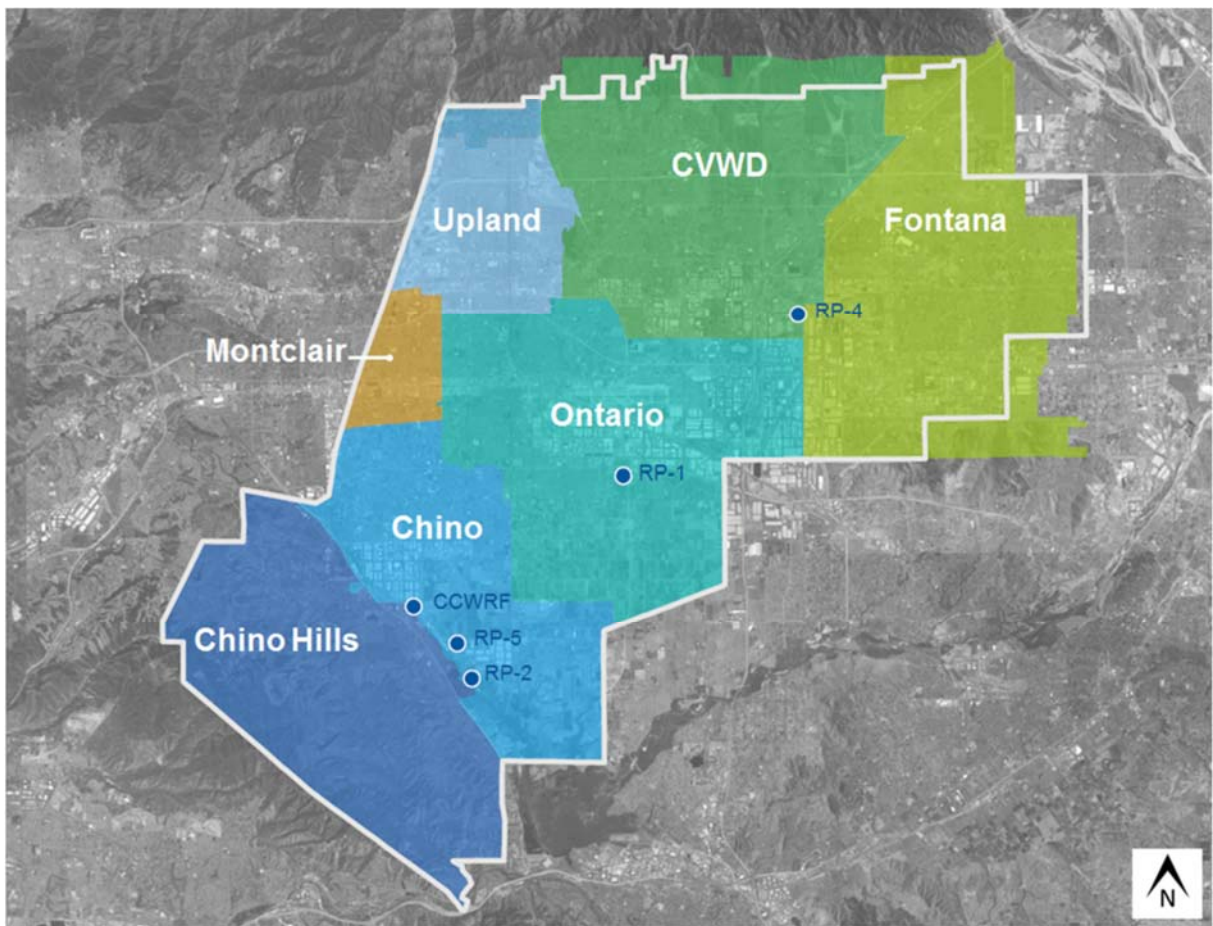 CVWD
Upland
Fontana
RP-4
Montclair
Ontario
RP-1
Chino
CCWRF
RP-5
Chino Hills
RP-2
N